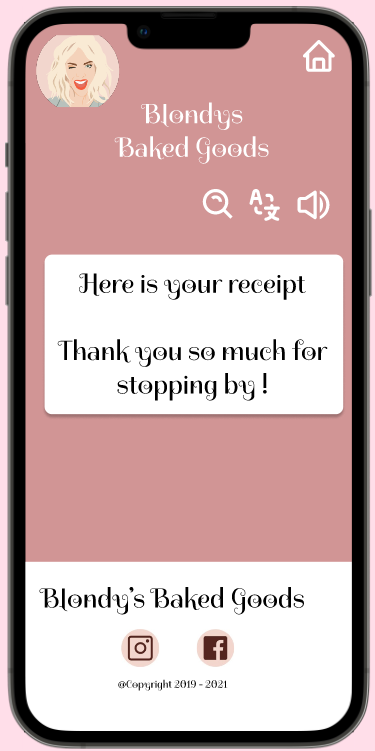 Blondys
Baked Goods
Here is your receipt
Thank you so much for
stopping by !
Blondy's Baked Goods
@Copyright 2019 - 2021